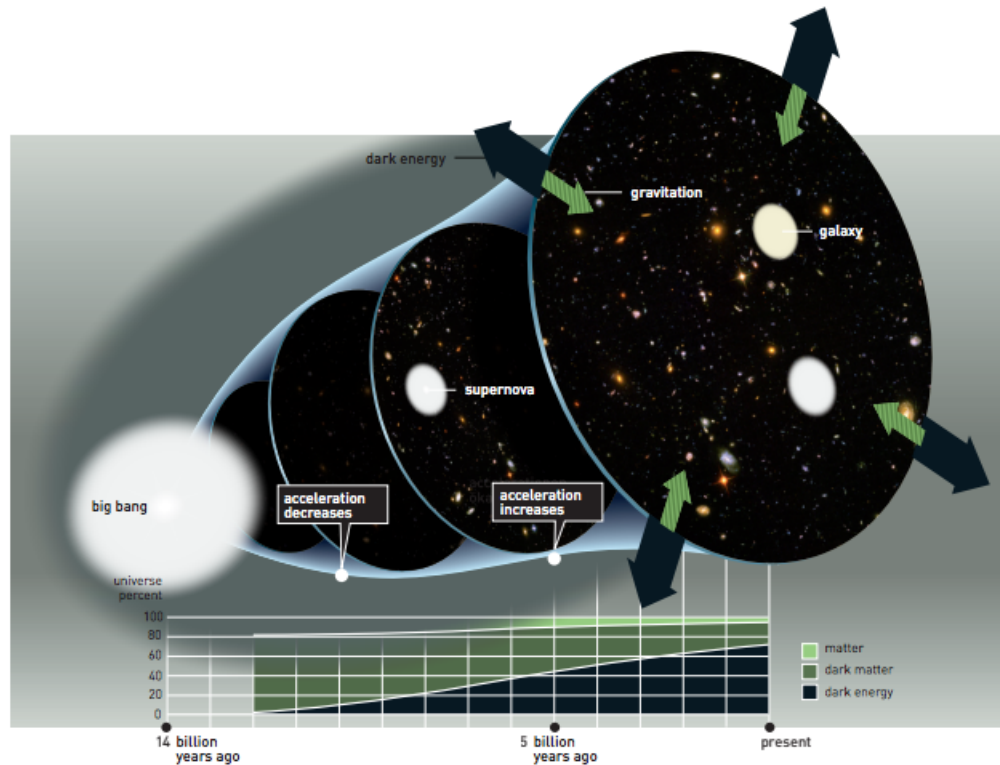 dark energy
gravitation
galaxy
supernova
big bang
acceleration
decreases
acceleration
increases
universe
percent
100
80
60
40
20
0
matter
dark matter
dark energy
14 billion
years ago
5 billion
years ago
present